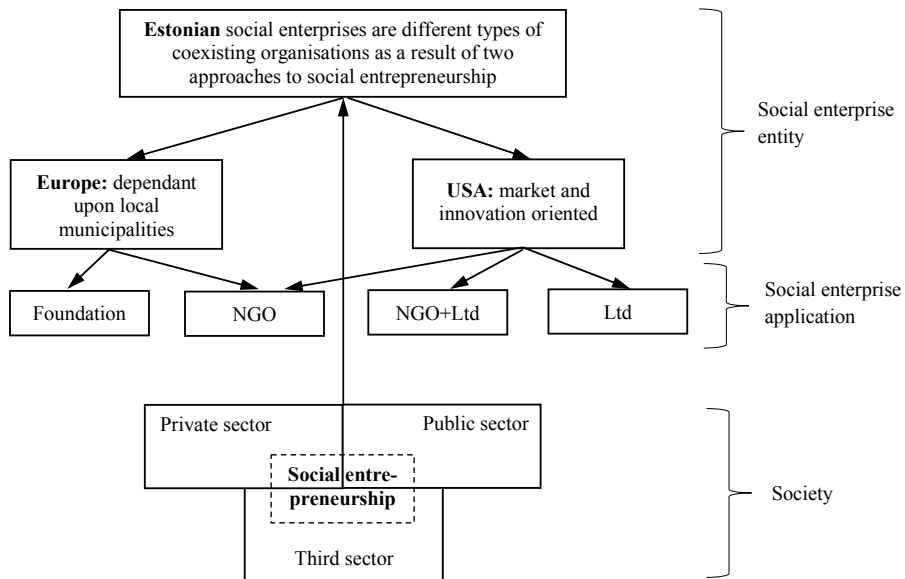 Estonian social enterprises are different types of
coexisting organisations as a result of two
approaches to social entrepreneurship
Social enterprise
entity
Europe: dependant
upon local
municipalities
USA: market and
innovation oriented
Foundation
NGO
NGO+Ltd
Ltd
Social enterprise
application
Private sector
Public sector
Social entre-
preneurship
Society
Third sector